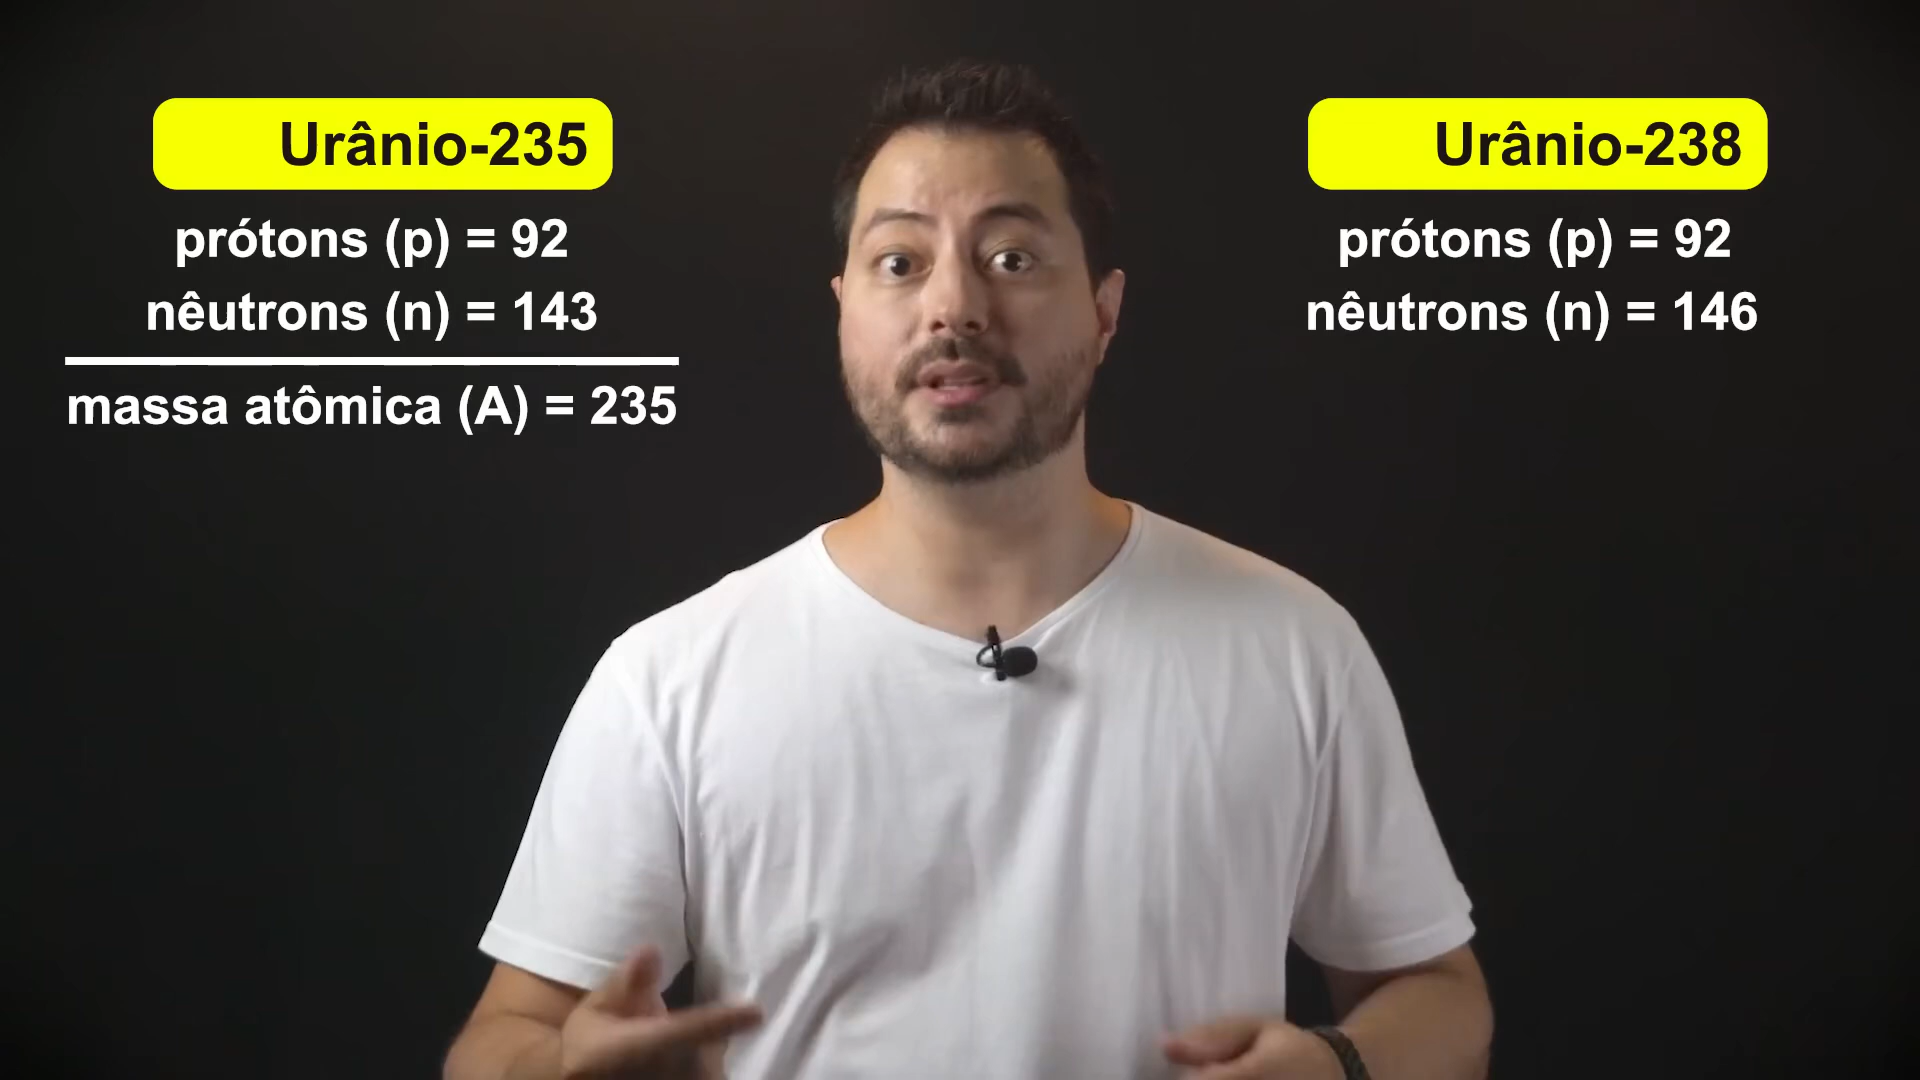 Urânio-235
prótons (p) = 92
nêutrons (n) = 143
massa atômica (A) = 235
Urânio-238
prótons (p) = 92
nêutrons (n) = 146